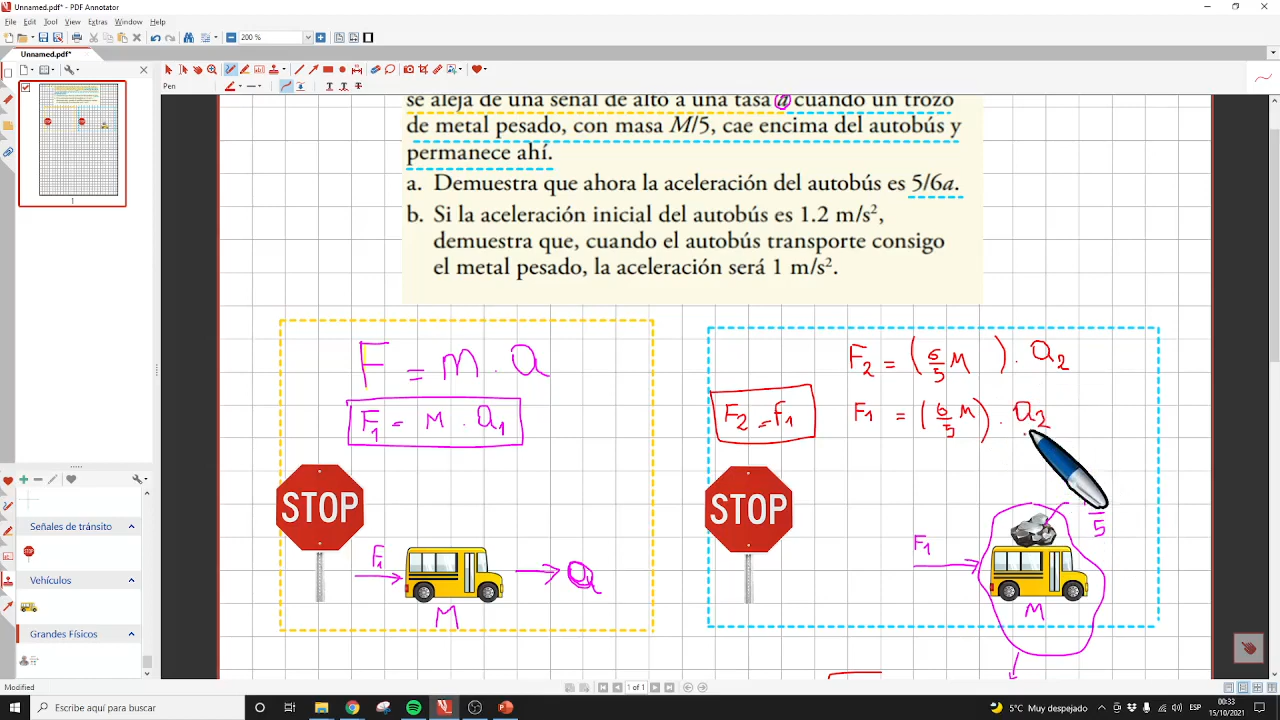 Unnamed.pdf* - PDF Annotator
File Edit Tool View Extras Window Help
200 %
Unnamed.pdf*
Pen
1
se aleja de una señal de alto a una tasa a cuando un trozo
de metal pesado, con masa M/5, cae encima del autobús y
permanece ahí.
a. Demuestra que ahora la aceleración del autobús es 5/6a.
b. Si la aceleración inicial del autobús es 1.2 m/s²,
demuestra que, cuando el autobús transporte consigo
el metal pesado, la aceleración será 1 m/s².
F = m . a
F₁ = M . a₁
STOP
F₁
a
M
F₂ = (6/5 M) . a₂
F₂ = F₁
F₁ = (6/5 M) . a₂
STOP
F₁
5
M
Señales de tránsito
Vehículos
Grandes Físicos
Modified
1 of 1
Escribe aquí para buscar
5°C Muy despejado
ESP
00:33
15/10/2021